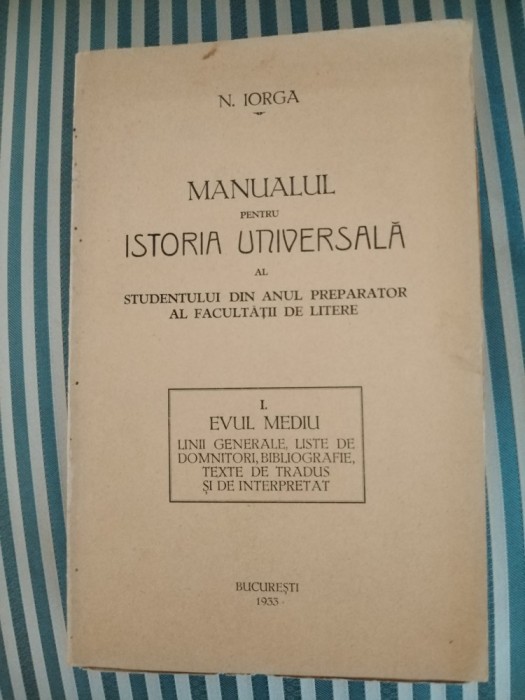 N. IORGA
MANUALUL
PENTRU
ISTORIA UNIVERSALĂ
AL
STUDENTULUI DIN ANUL PREPARATOR
AL FACULTĂȚII DE LITERE
I.
EVUL MEDIU
LINII GENERALE, LISTE DE
DOMNITORI, BIBLIOGRAFIE,
TEXTE DE TRADUS
ȘI DE INTERPRETAT
BUCUREȘTI
1933